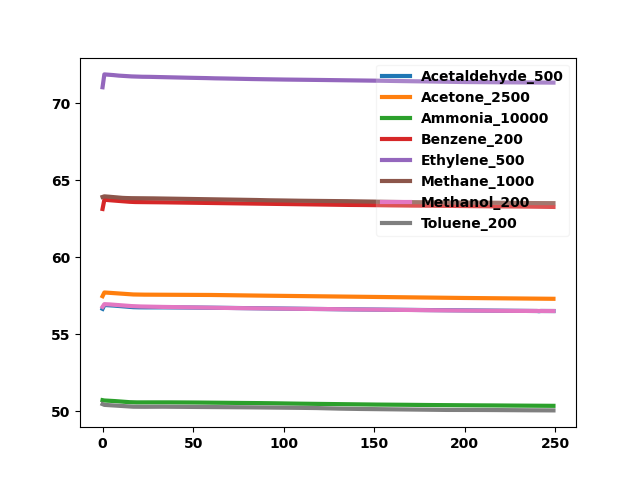 70
65
60
55
50
0
50
100
150
200
250
Acetaldehyde_500
Acetone_2500
Ammonia_10000
Benzene_200
Ethylene_500
Methane_1000
Methanol_200
Toluene_200